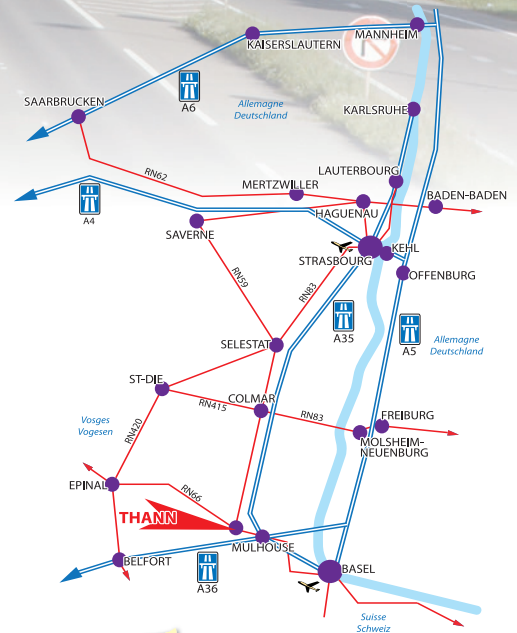 MANNHEIM
KAISERSLAUTERN
A6
SAARBRUCKEN
Allemagne
Deutschland
KARLSRUHE
RN62
LAUTERBOURG
MERTZWILLER
BADEN-BADEN
A4
HAGUENAU
SAVERNE
KEHL
STRASBOURG
OFFENBURG
RN59
RN83
A35
A5
Allemagne
Deutschland
SELESTAT
ST-DIE
COLMAR
RN415
RN83
FREIBURG
Vosges
Vogesen
RN420
MOLSHEIM-
NEUENBURG
EPINAL
RN66
THANN
MULHOUSE
BELFORT
A36
BASEL
Suisse
Schweiz